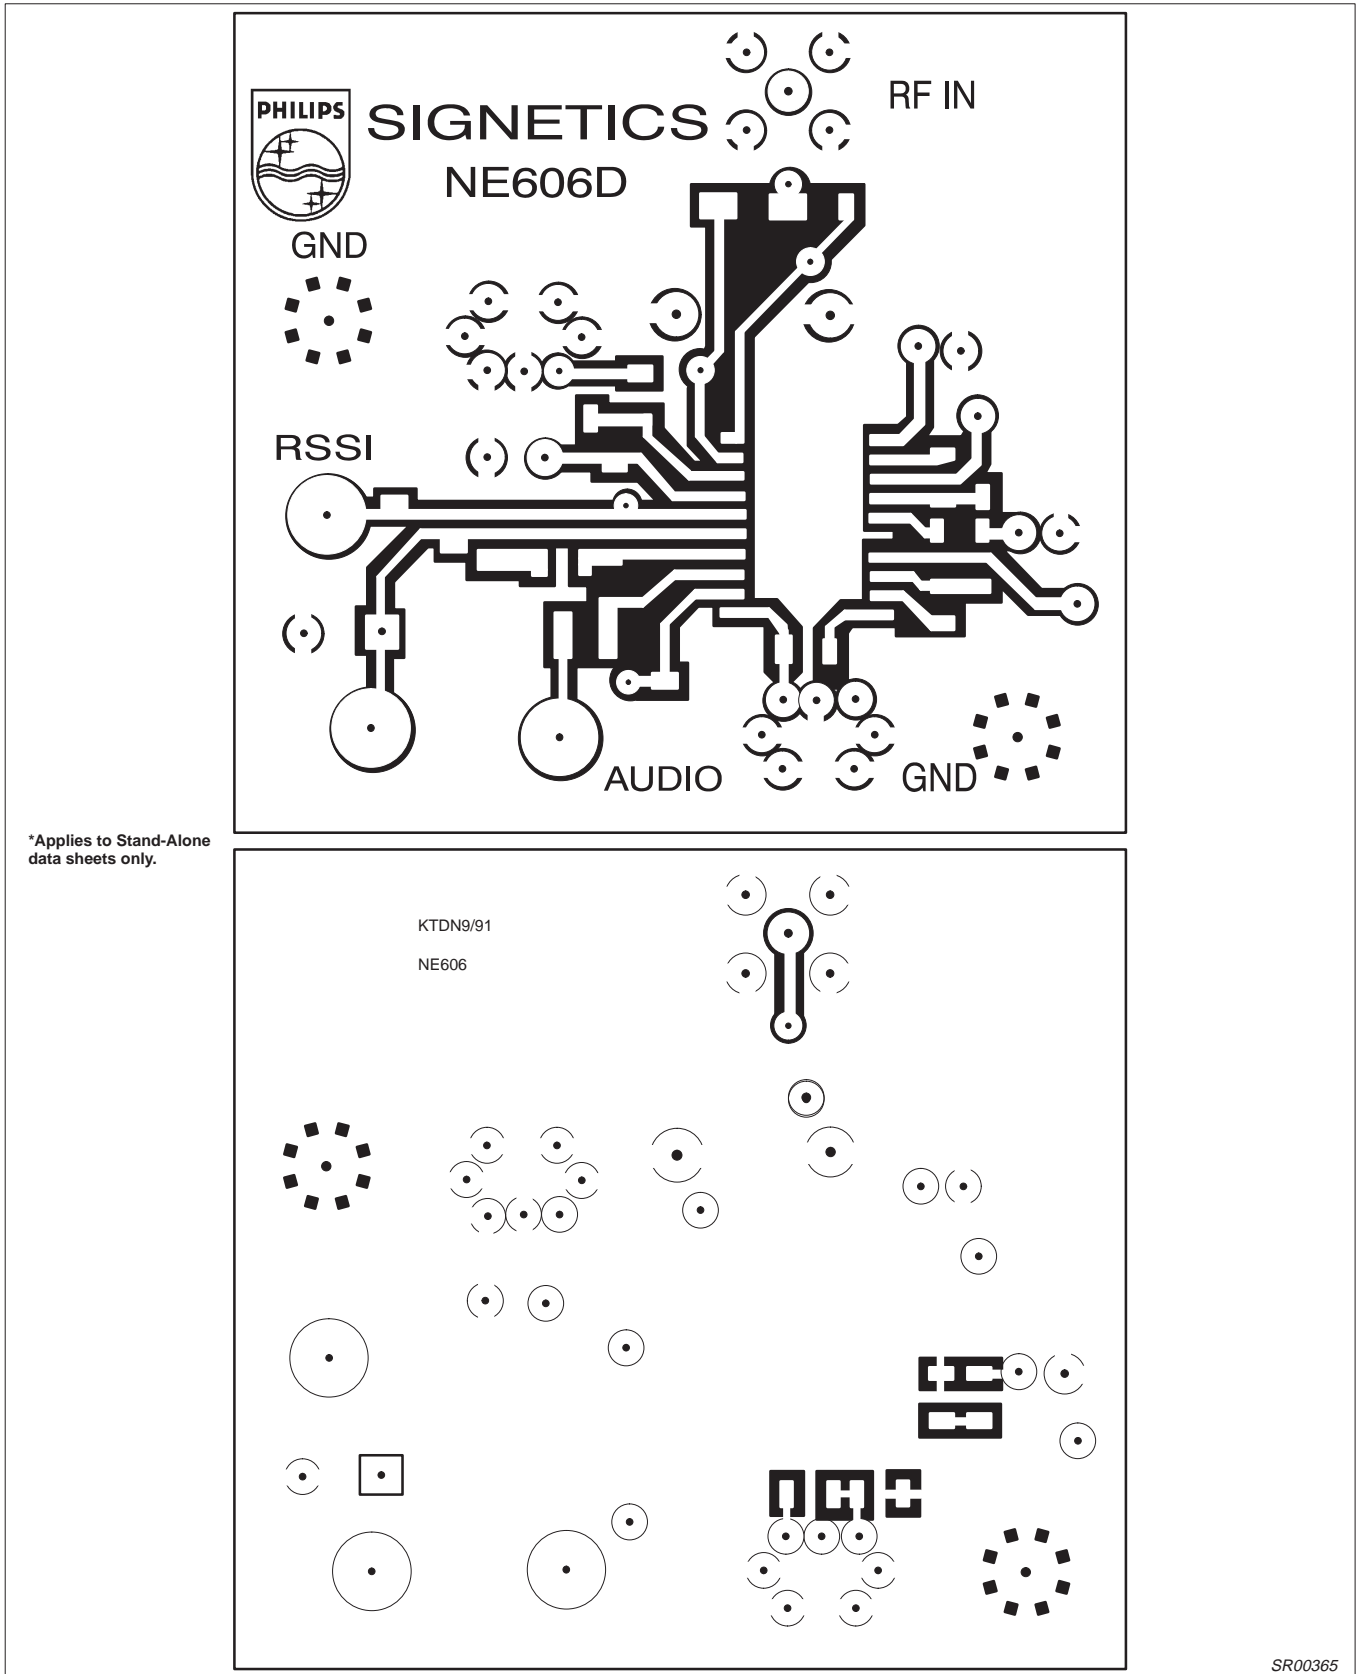 RF IN
PHILIPS
SIGNETICS
NE606D
GND
RSSI
AUDIO
GND
*Applies to Stand-Alone
data sheets only.
KTDN9/91
NE606
SR00365